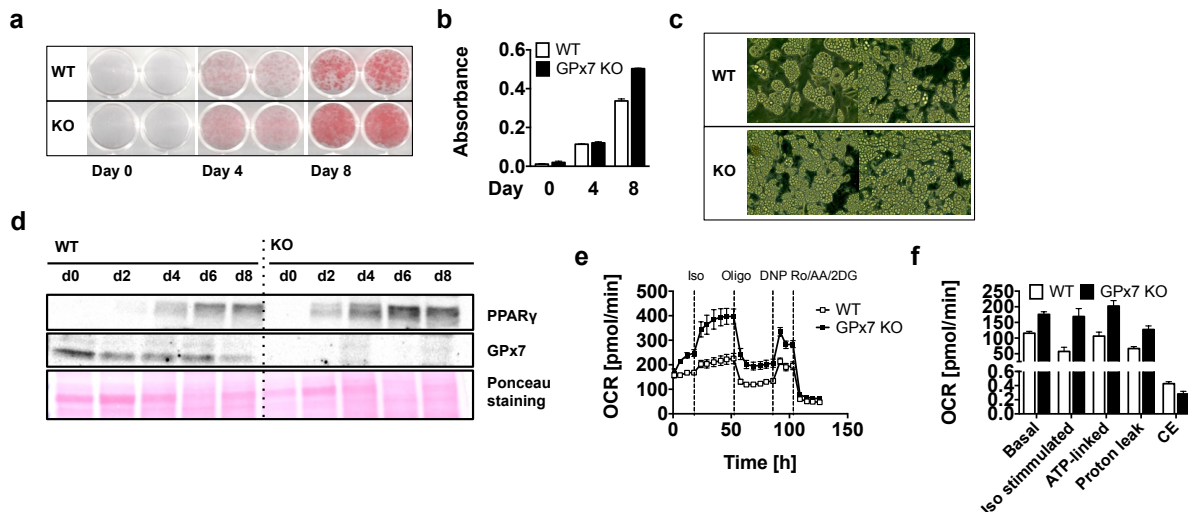 a
WT
KO
Day 0 Day 4 Day 8
b
Absorbance
0.6
0.4
0.2
0.0
WT
GPx7 KO
Day 0 4 8
c
WT
KO
d
WT KO
d0 d2 d4 d6 d8 d0 d2 d4 d6 d8
PPARγ
GPx7
Ponceau
staining
e
Iso Oligo DNP Ro/AA/2DG
OCR [pmol/min]
500
400
300
200
100
0
WT
GPx7 KO
0 50 100 150
Time [h]
f
WT GPx7 KO
OCR [pmol/min]
250
200
150
100
50
0.4
0.2
0.0
Basal
Iso stimmulated
ATP-linked
Proton leak
CE